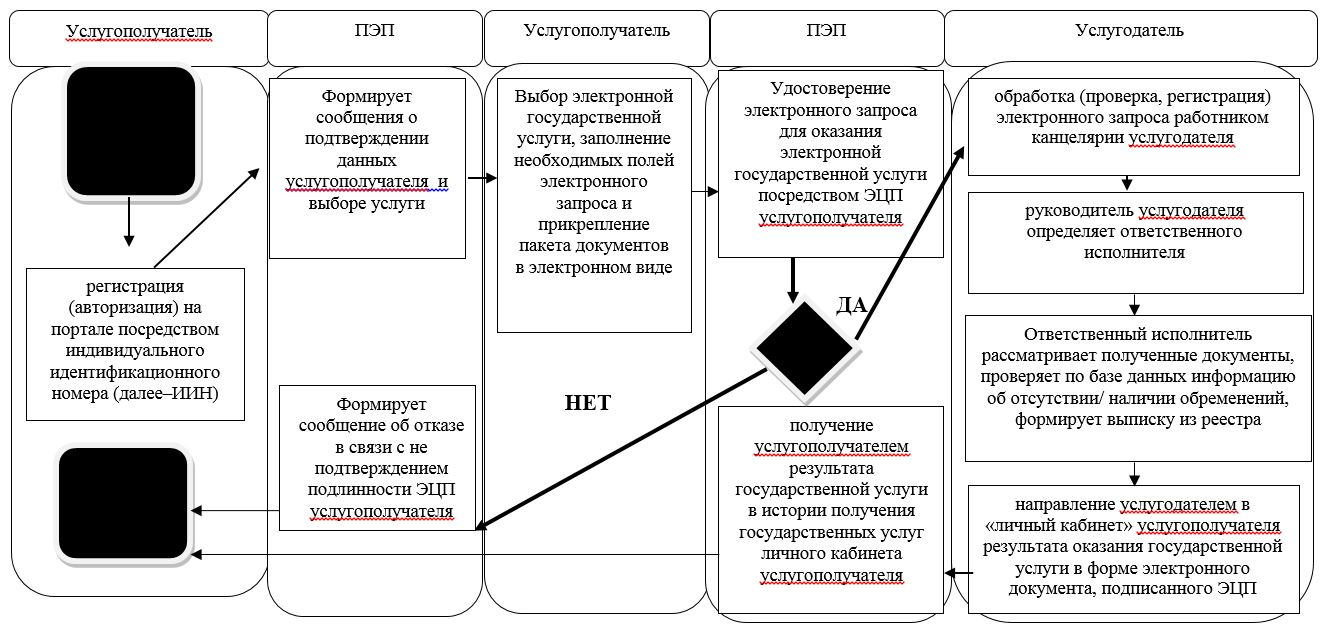 Услугополучатель
ПЭП
Услугополучатель
ПЭП
Услугодатель
регистрация
(авторизация) на
портале посредством
индивидуального
идентификационного
номера (далее–ИИН)
Формирует
сообщения о
подтверждении
данных
услугополучателя и
выборе услуги
Формирует
сообщение об отказе
в связи с не
подтверждением
подлинности ЭЦП
услугополучателя
Выбор электронной
государственной
услуги, заполнение
необходимых полей
электронного
запроса и
прикрепление
пакета документов
в электронном виде
НЕТ
Удостоверение
электронного запроса
для оказания
электронной
государственной услуги
посредством ЭЦП
услугополучателя
ДА
получение
услугополучателем
результата
государственной услуги
в истории получения
государственных услуг
личного кабинета
услугополучателя
обработка (проверка, регистрация)
электронного запроса работником
канцелярии услугодателя
руководитель услугодателя
определяет ответственного
исполнителя
Ответственный исполнитель
рассматривает полученные документы,
проверяет по базе данных информацию
об отсутствии/ наличии обременений,
формирует выписку из реестра
направление услугодателем в
«личный кабинет» услугополучателя
результата оказания государственной
услуги в форме электронного
документа, подписанного ЭЦП